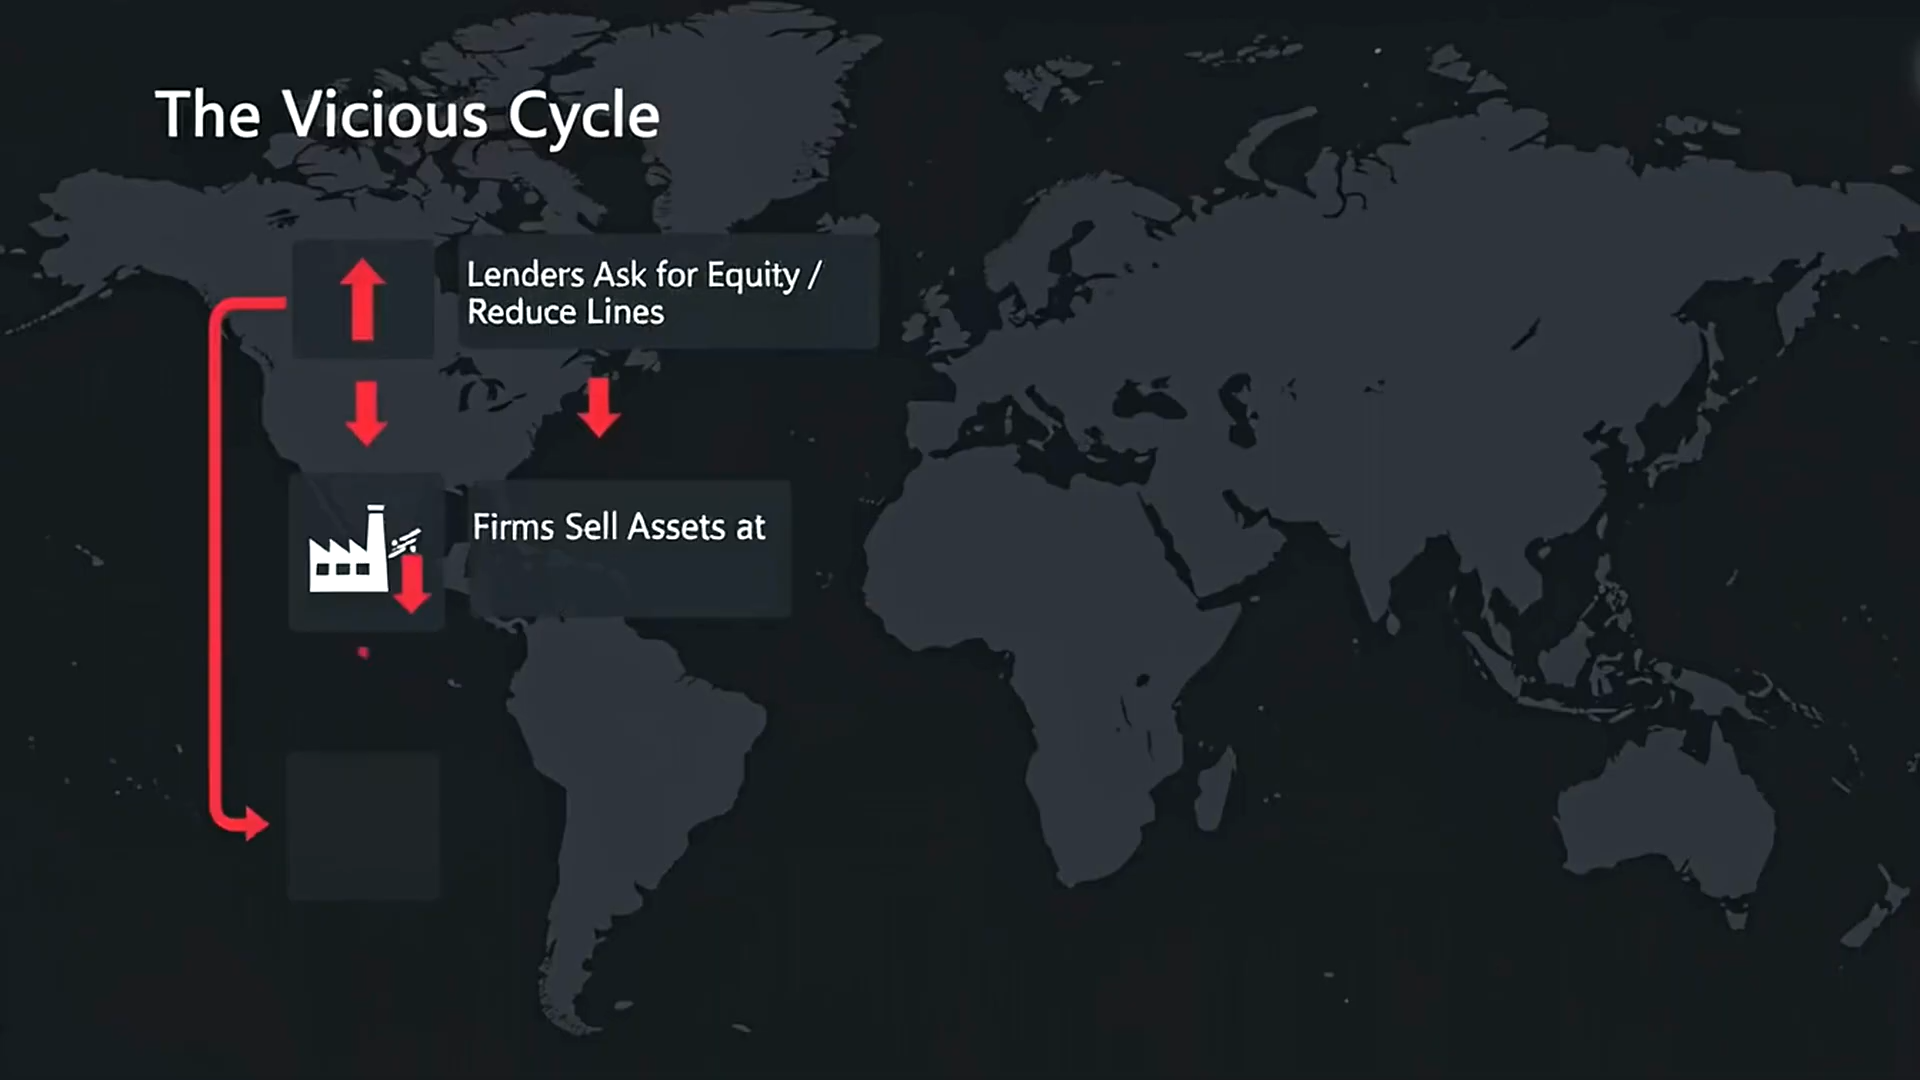 The Vicious Cycle
Lenders Ask for Equity /
Reduce Lines
Firms Sell Assets at